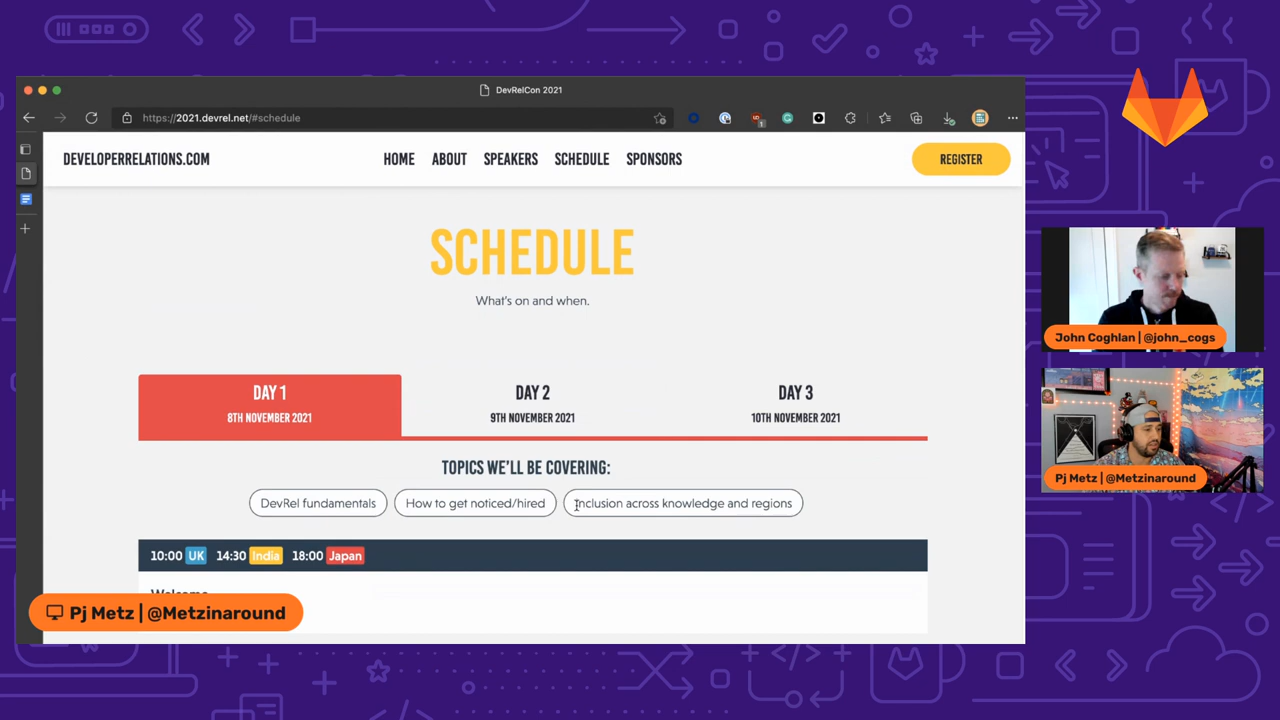 DevRelCon 2021
https://2021.devrel.net/#schedule
DEVELOPERRELATIONS.COM HOME ABOUT SPEAKERS SCHEDULE SPONSORS REGISTER
SCHEDULE
What's on and when.
DAY 1 DAY 2 DAY 3
8TH NOVEMBER 2021 9TH NOVEMBER 2021 10TH NOVEMBER 2021
TOPICS WE'LL BE COVERING:
DevRel fundamentals How to get noticed/hired Inclusion across knowledge and regions
10:00 UK 14:30 India 18:00 Japan
Welcome
Pj Metz | @Metzinaround
John Coghlan | @john_cogs
Pj Metz | @Metzinaround